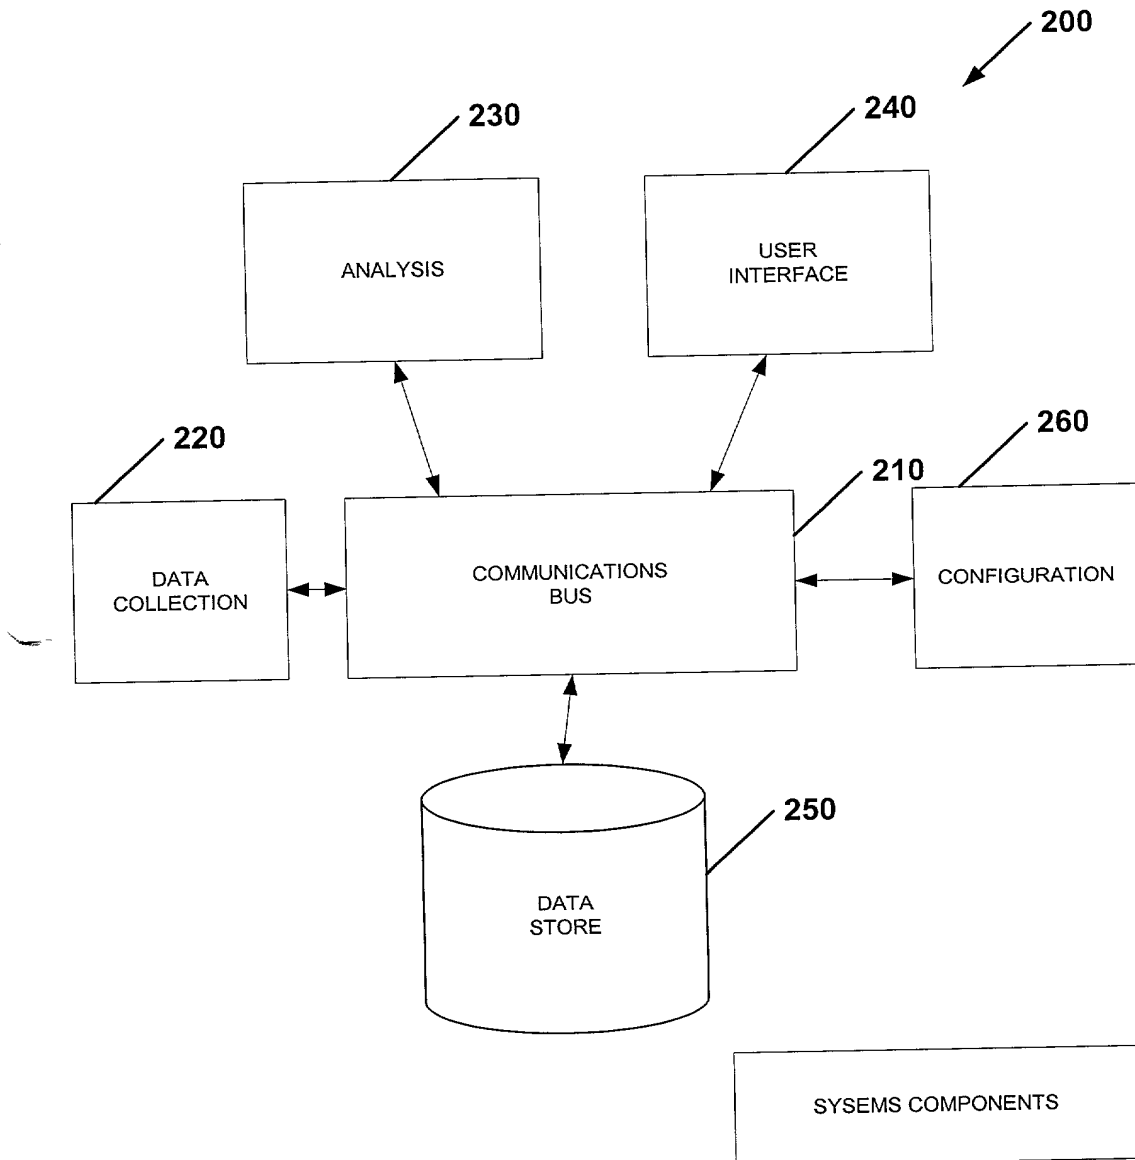 200
230
240
ANALYSIS
USER
INTERFACE
220
260
210
DATA
COLLECTION
COMMUNICATIONS
BUS
CONFIGURATION
250
DATA
STORE
SYSEMS COMPONENTS